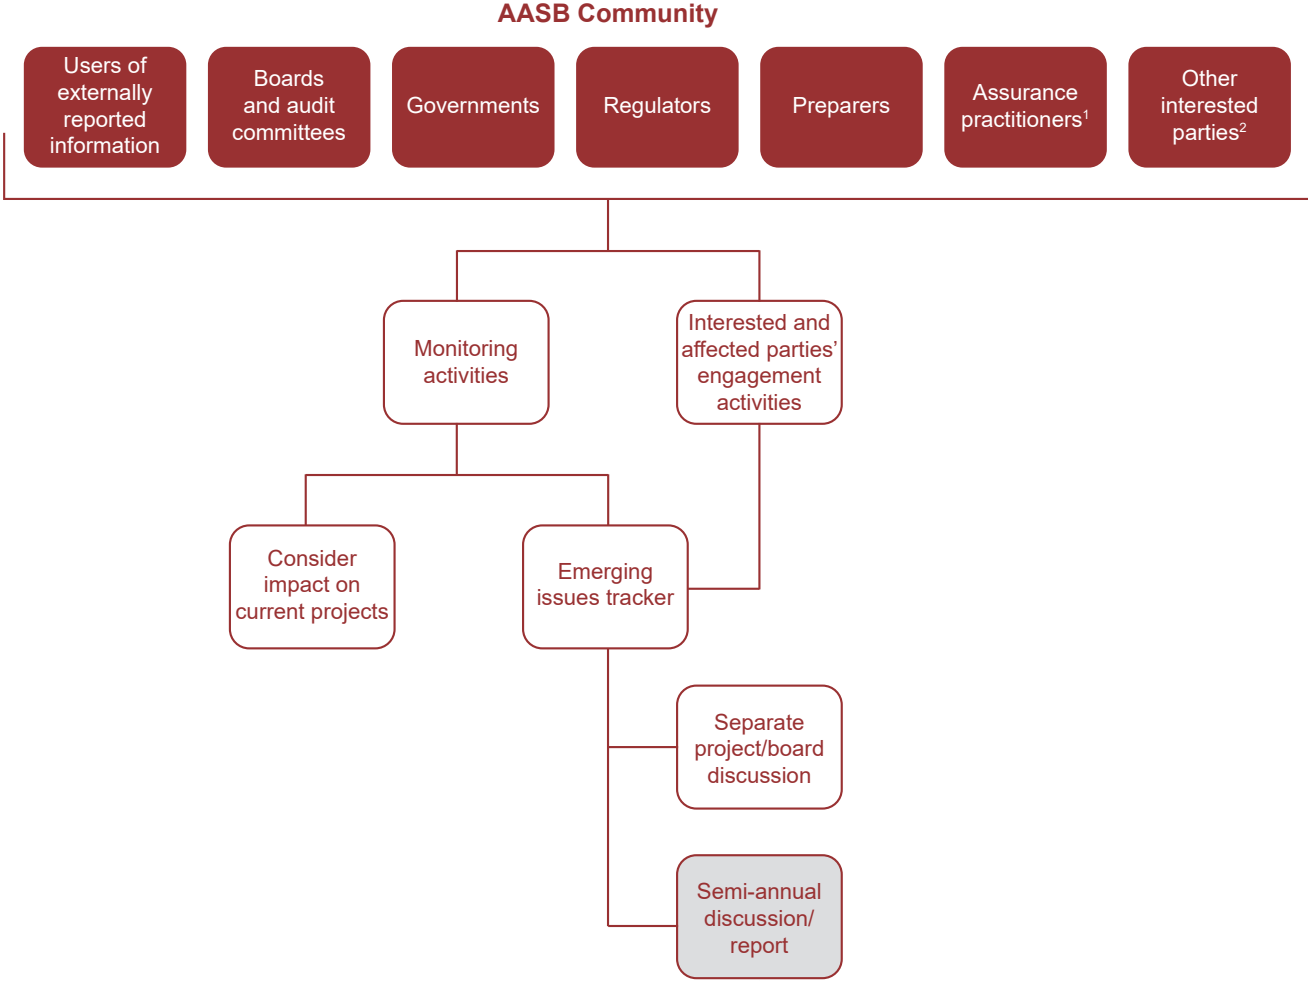 AASB Community
Users of
externally
reported
information
Boards
and audit
committees
Governments
Regulators
Preparers
Assurance
practitioners¹
Other
interested
parties²
Monitoring
activities
Interested and
affected parties’
engagement
activities
Consider
impact on
current projects
Emerging
issues tracker
Separate
project/board
discussion
Semi-annual
discussion/
report